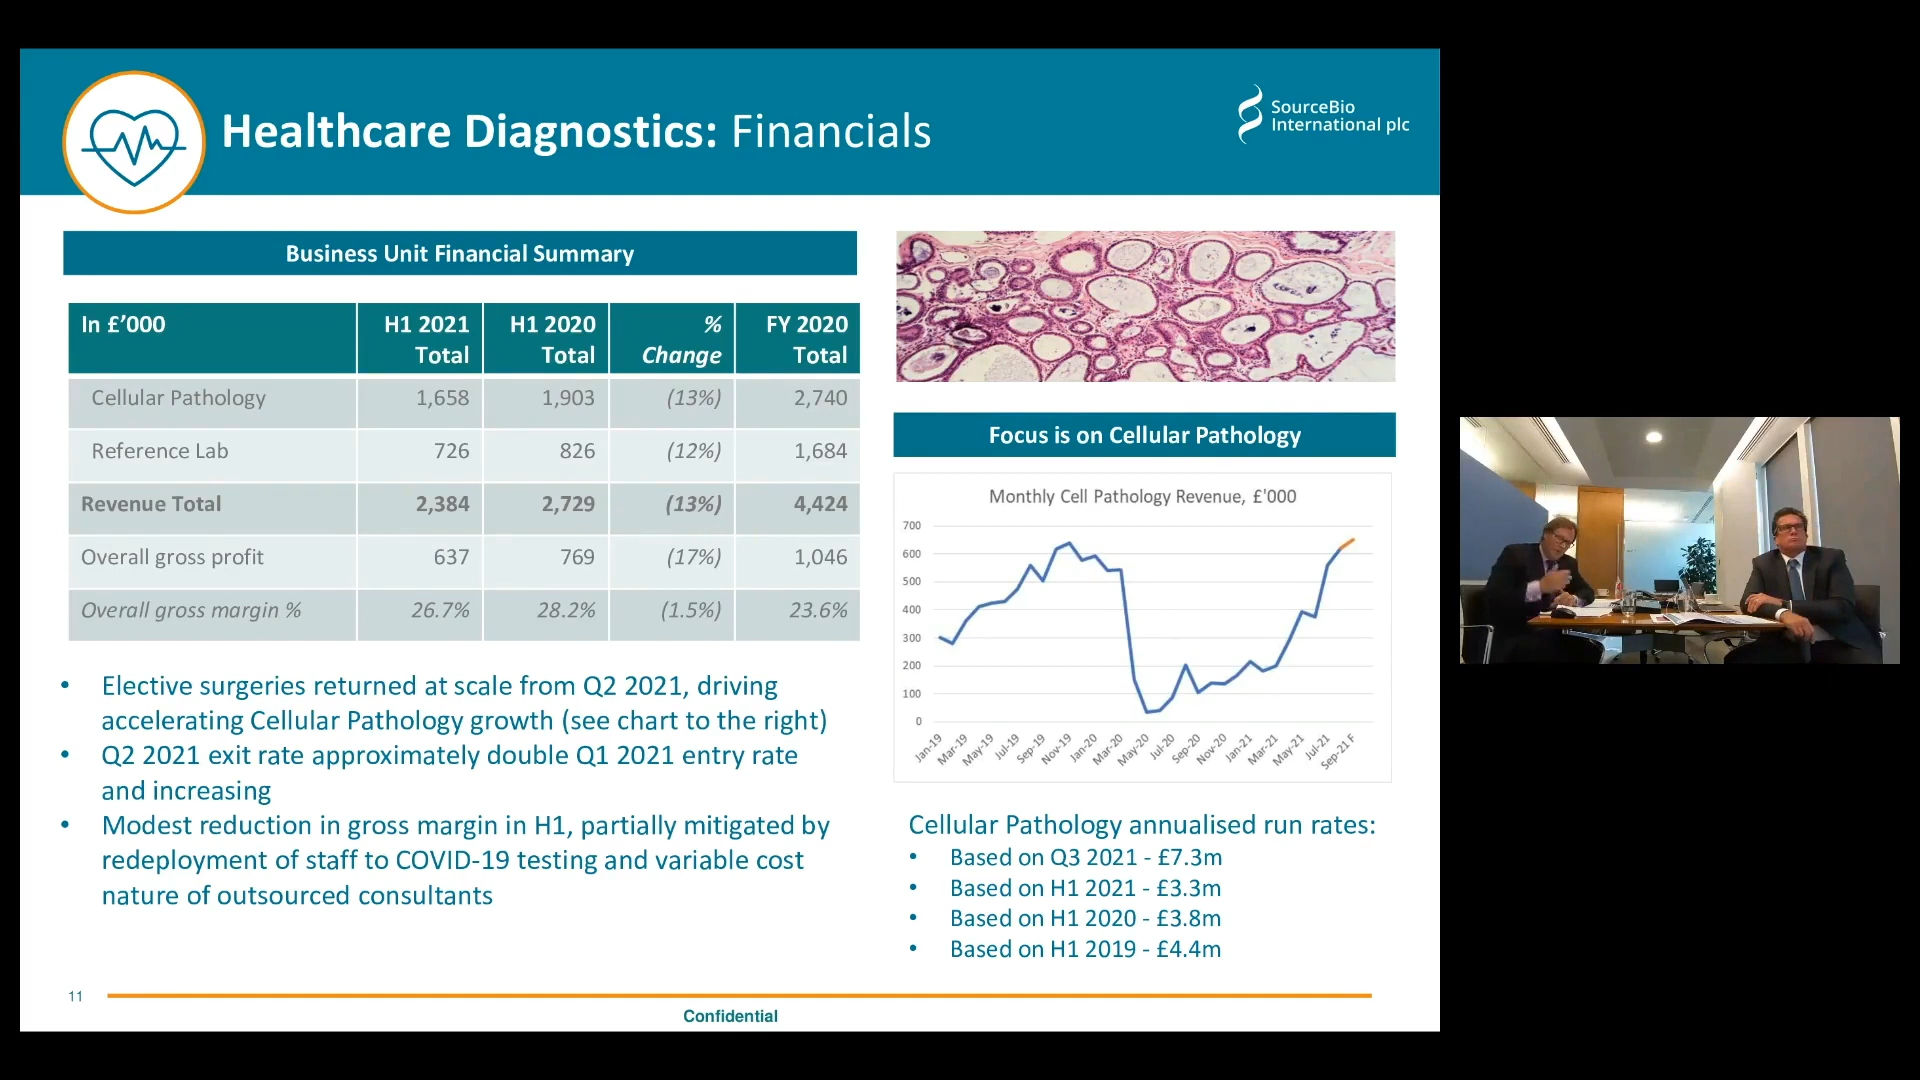 Healthcare Diagnostics: Financials
SourceBio
International plc
Business Unit Financial Summary
In £’000 H1 2021 Total H1 2020 Total % Change FY 2020 Total
Cellular Pathology 1,658 1,903 (13%) 2,740
Reference Lab 726 826 (12%) 1,684
Revenue Total 2,384 2,729 (13%) 4,424
Overall gross profit 637 769 (17%) 1,046
Overall gross margin % 26.7% 28.2% (1.5%) 23.6%
• Elective surgeries returned at scale from Q2 2021, driving
accelerating Cellular Pathology growth (see chart to the right)
• Q2 2021 exit rate approximately double Q1 2021 entry rate
and increasing
• Modest reduction in gross margin in H1, partially mitigated by
redeployment of staff to COVID-19 testing and variable cost
nature of outsourced consultants
Focus is on Cellular Pathology
Monthly Cell Pathology Revenue, £'000
700
600
500
400
300
200
100
0
Jan-19 Mar-19 May-19 Jul-19 Sep-19 Nov-19 Jan-20 Mar-20 May-20 Jul-20 Sep-20 Nov-20 Jan-21 Mar-21 May-21 Jul-21 Sep-21 F
Cellular Pathology annualised run rates:
• Based on Q3 2021 - £7.3m
• Based on H1 2021 - £3.3m
• Based on H1 2020 - £3.8m
• Based on H1 2019 - £4.4m
11
Confidential